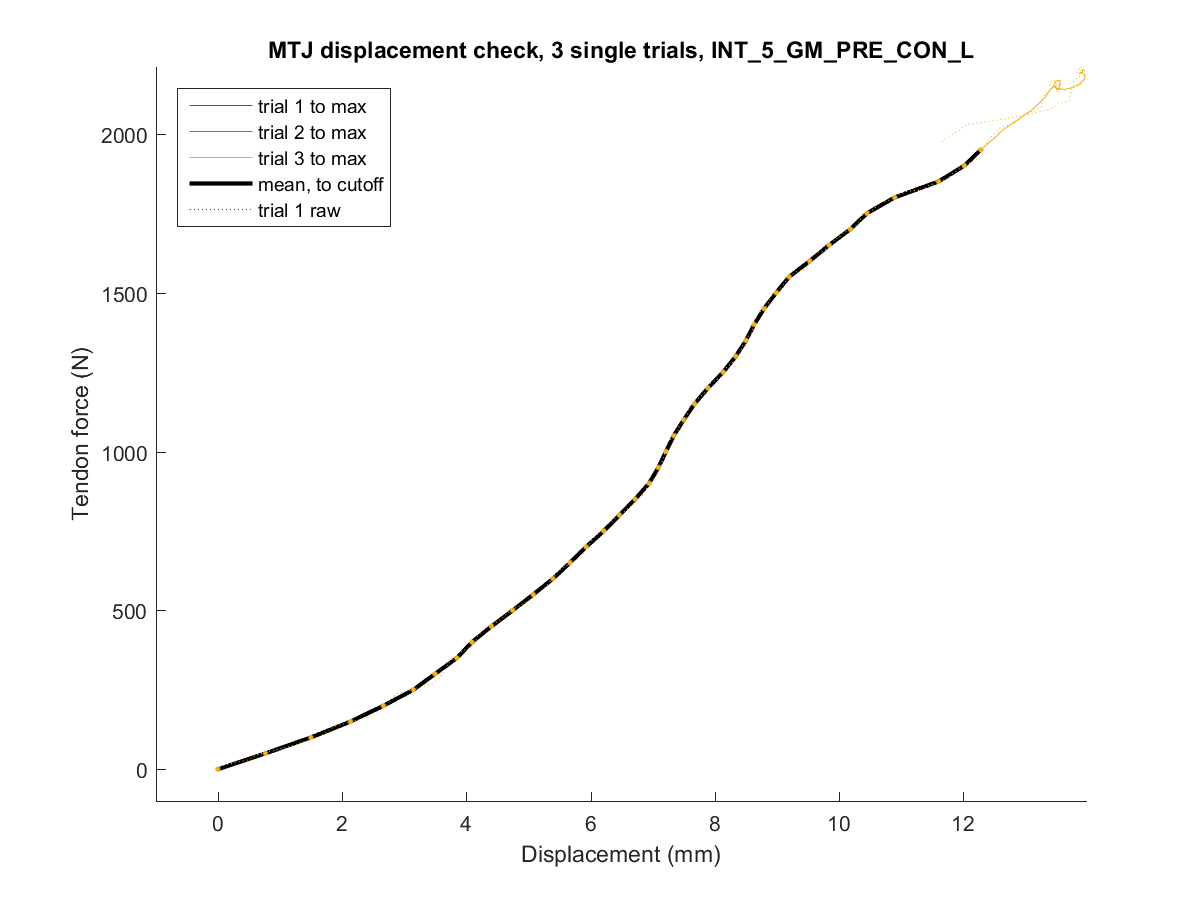 MTJ displacement check, 3 single trials, INT_5_GM_PRE_CON_L
trial 1 to max
trial 2 to max
trial 3 to max
mean, to cutoff
trial 1 raw
Tendon force (N)
2000
1500
1000
500
0
0 2 4 6 8 10 12
Displacement (mm)